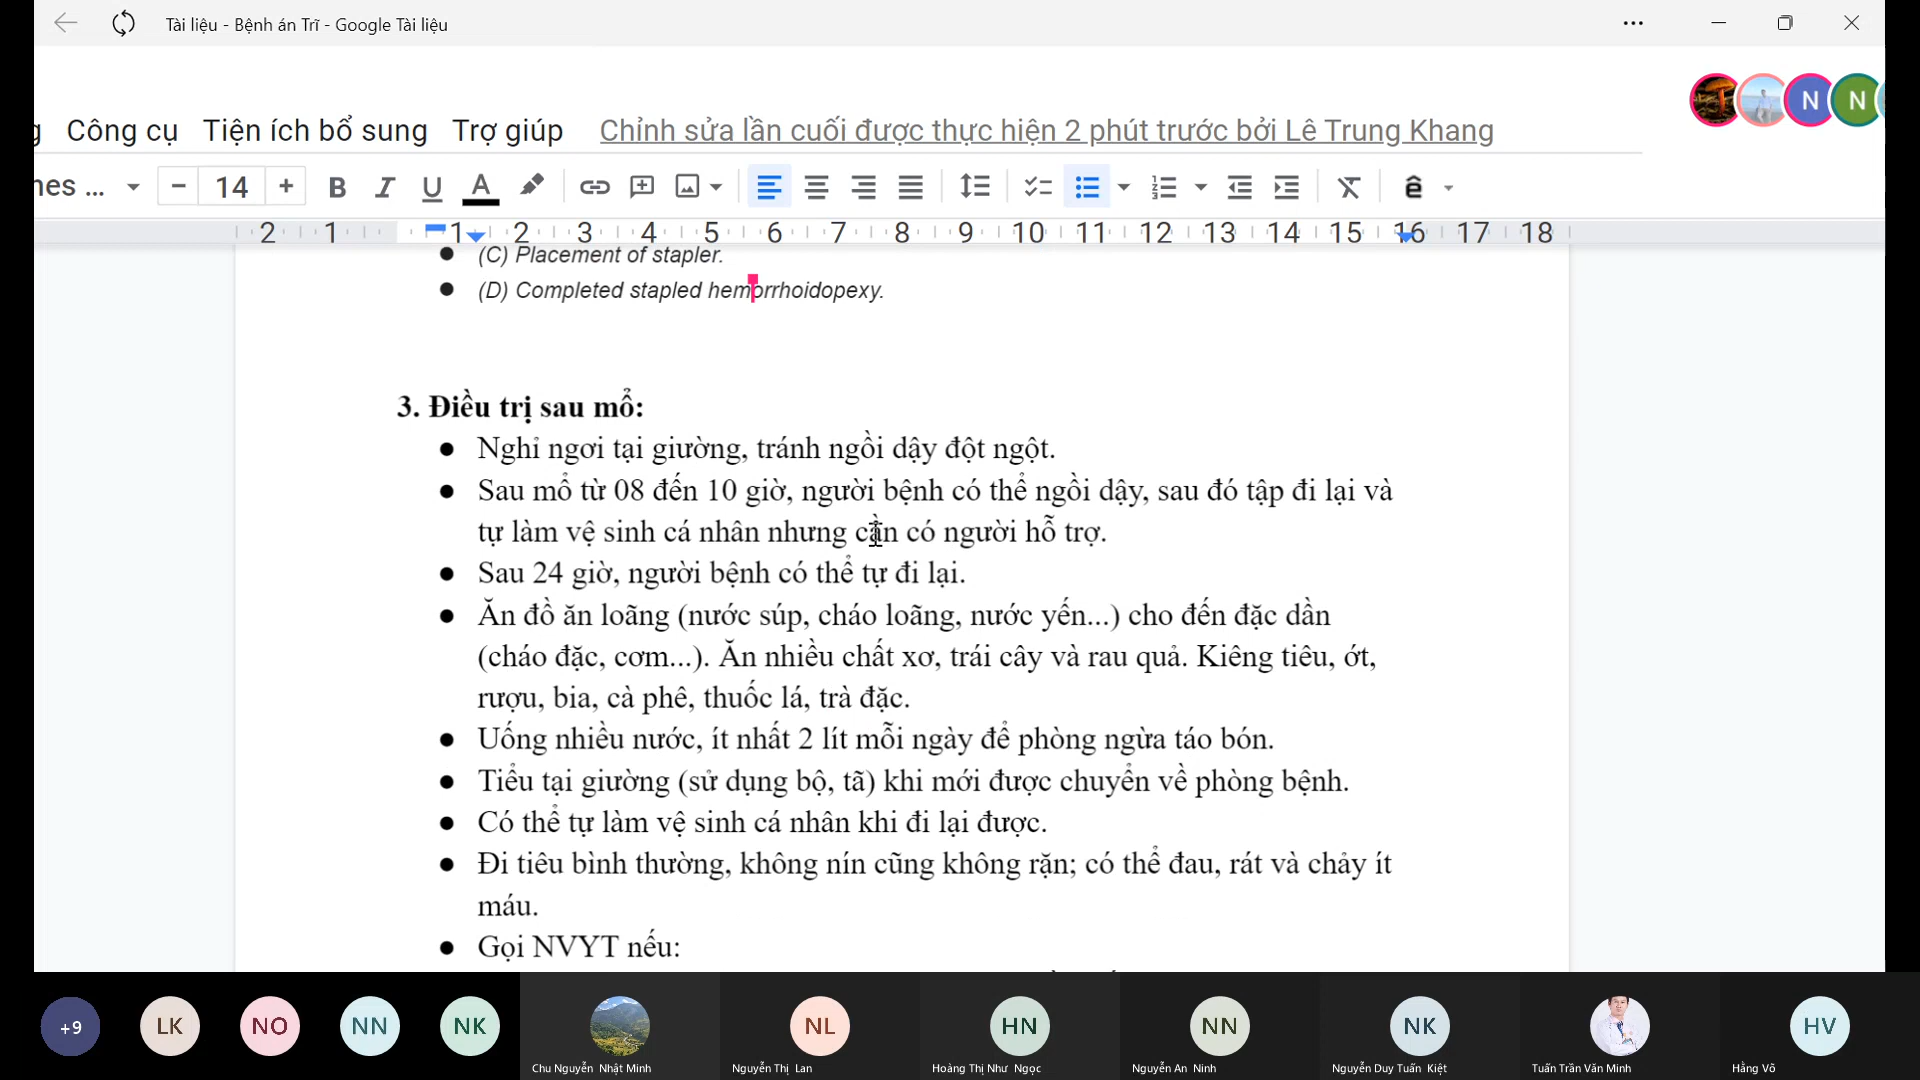 Tài liệu - Bệnh án Trĩ - Google Tài liệu
N N
Công cụ Tiện ích bổ sung Trợ giúp Chỉnh sửa lần cuối được thực hiện 2 phút trước bởi Lê Trung Khang
nes ... 14 B I U A ê
2 1 1 2 3 4 5 6 7 8 9 10 11 12 13 14 15 16 17 18
● (C) Placement of stapler.
● (D) Completed stapled hemorrhoidopexy.
3. Điều trị sau mổ:
● Nghỉ ngơi tại giường, tránh ngồi dậy đột ngột.
● Sau mổ từ 08 đến 10 giờ, người bệnh có thể ngồi dậy, sau đó tập đi lại và
tự làm vệ sinh cá nhân nhưng cần có người hỗ trợ.
● Sau 24 giờ, người bệnh có thể tự đi lại.
● Ăn đồ ăn loãng (nước súp, cháo loãng, nước yến...) cho đến đặc dần
(cháo đặc, cơm...). Ăn nhiều chất xơ, trái cây và rau quả. Kiêng tiêu, ớt,
rượu, bia, cà phê, thuốc lá, trà đặc.
● Uống nhiều nước, ít nhất 2 lít mỗi ngày để phòng ngừa táo bón.
● Tiểu tại giường (sử dụng bộ, tã) khi mới được chuyển về phòng bệnh.
● Có thể tự làm vệ sinh cá nhân khi đi lại được.
● Đi tiêu bình thường, không nín cũng không rặn; có thể đau, rát và chảy ít
máu.
● Gọi NVYT nếu:
+9 LK NO NN NK NL HN NN NK HV
Chu Nguyễn Nhật Minh Nguyễn Thị Lan Hoàng Thị Như Ngọc Nguyễn An Ninh Nguyễn Duy Tuấn Kiệt Tuấn Trần Văn Minh Hằng Võ